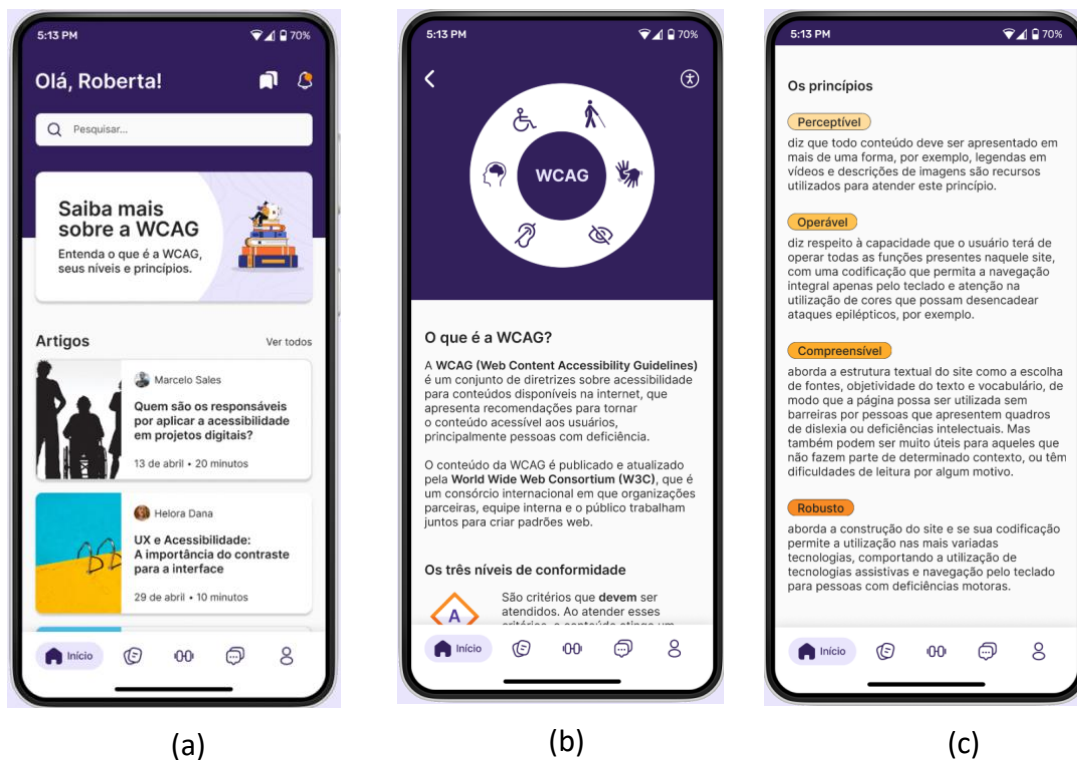 5:13 PM
70%
Olá, Roberta!
Pesquisar...
Saiba mais
sobre a WCAG
Entenda o que é a WCAG,
seus níveis e princípios.
Artigos
Ver todos
Marcelo Sales
Quem são os responsáveis
por aplicar a acessibilidade
em projetos digitais?
13 de abril • 20 minutos
Helora Dana
UX e Acessibilidade:
A importância do contraste
para a interface
29 de abril • 10 minutos
Início
(a)
5:13 PM
70%
WCAG
O que é a WCAG?
A WCAG (Web Content Accessibility Guidelines)
é um conjunto de diretrizes sobre acessibilidade
para conteúdos disponíveis na internet, que
apresenta recomendações para tornar
o conteúdo acessível aos usuários,
principalmente pessoas com deficiência.
O conteúdo da WCAG é publicado e atualizado
pela World Wide Web Consortium (W3C), que é
um consórcio internacional em que organizações
parceiras, equipe interna e o público trabalham
juntos para criar padrões web.
Os três níveis de conformidade
A
São critérios que devem ser
atendidos. Ao atender esses
Início
(b)
5:13 PM
70%
Os princípios
Perceptível
diz que todo conteúdo deve ser apresentado em
mais de uma forma, por exemplo, legendas em
vídeos e descrições de imagens são recursos
utilizados para atender este princípio.
Operável
diz respeito à capacidade que o usuário terá de
operar todas as funções presentes naquele site,
com uma codificação que permita a navegação
integral apenas pelo teclado e atenção na
utilização de cores que possam desencadear
ataques epilépticos, por exemplo.
Compreensível
aborda a estrutura textual do site como a escolha
de fontes, objetividade do texto e vocabulário, de
modo que a página possa ser utilizada sem
barreiras por pessoas que apresentem quadros
de dislexia ou deficiências intelectuais. Mas
também podem ser muito úteis para aqueles que
não fazem parte de determinado contexto, ou têm
dificuldades de leitura por algum motivo.
Robusto
aborda a construção do site e se sua codificação
permite a utilização nas mais variadas
tecnologias, comportando a utilização de
tecnologias assistivas e navegação pelo teclado
para pessoas com deficiências motoras.
Início
(c)